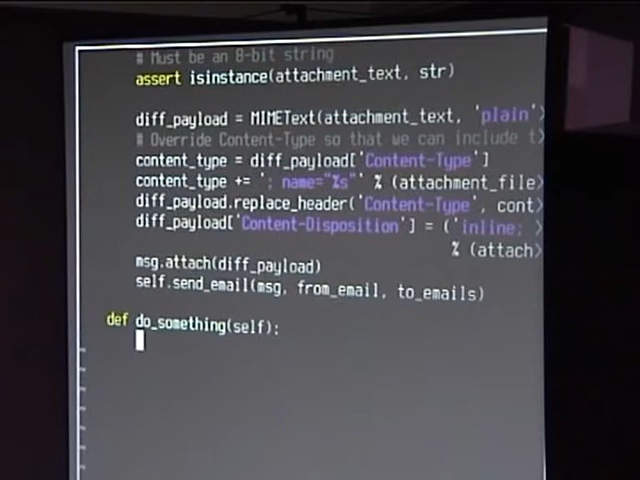 # Must be an 8-bit string
assert isinstance(attachment_text, str)
diff_payload = MIMEText(attachment_text, 'plain'>
# Override Content-Type so that we can include t>
content_type = diff_payload['Content-Type']
content_type += '; name="%s"' % (attachment_file>
diff_payload.replace_header('Content-Type', cont>
diff_payload['Content-Disposition'] = ('inline; >
% (attach>
msg.attach(diff_payload)
self.send_email(msg, from_email, to_emails)
def do_something(self):
~
~
~
~
~
~